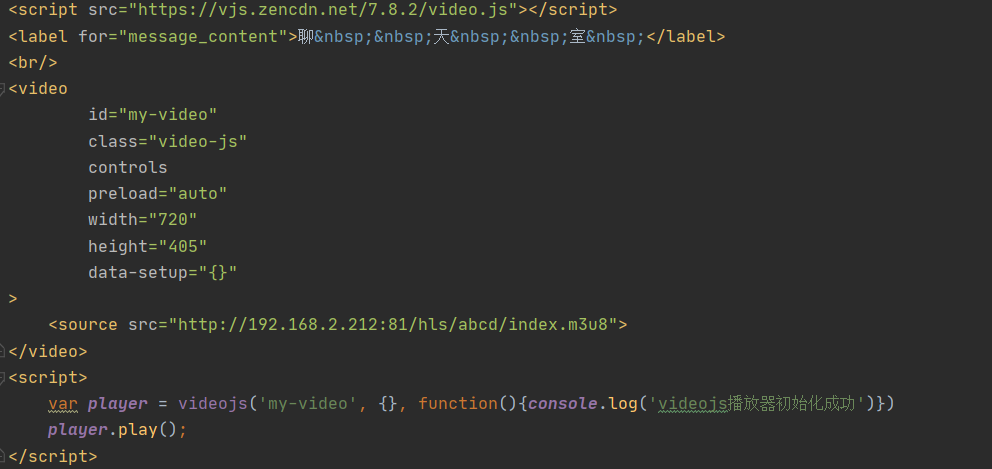 <script src="https://vjs.zencdn.net/7.8.2/video.js"></script>
<label for="message_content">聊&nbsp;&nbsp;天&nbsp;&nbsp;室&nbsp;</label>
<br/>
<video
id="my-video"
class="video-js"
controls
preload="auto"
width="720"
height="405"
data-setup="{}"
>
<source src="http://192.168.2.212:81/hls/abcd/index.m3u8">
</video>
<script>
var player = videojs('my-video', {}, function(){console.log('videojs播放器初始化成功')})
player.play();
</script>